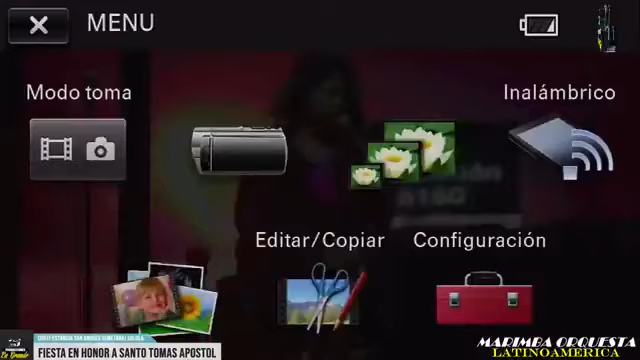 MENU
Modo toma
Inalámbrico
Editar/Copiar
Configuración
FIESTA EN HONOR A SANTO TOMAS APOSTOL
MARIMBA ORQUESTA
LATINOAMERICA